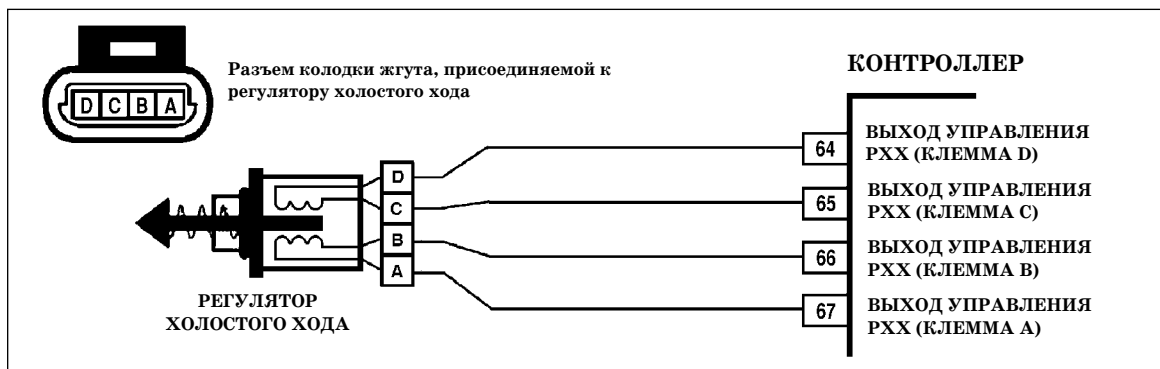 Разъем колодки жгута, присоединяемой к
регулятору холостого хода
D C B A
КОНТРОЛЛЕР
D
C
B
A
64
ВЫХОД УПРАВЛЕНИЯ
РХХ (КЛЕММА D)
65
ВЫХОД УПРАВЛЕНИЯ
РХХ (КЛЕММА C)
66
ВЫХОД УПРАВЛЕНИЯ
РХХ (КЛЕММА B)
67
ВЫХОД УПРАВЛЕНИЯ
РХХ (КЛЕММА A)
РЕГУЛЯТОР
ХОЛОСТОГО ХОДА